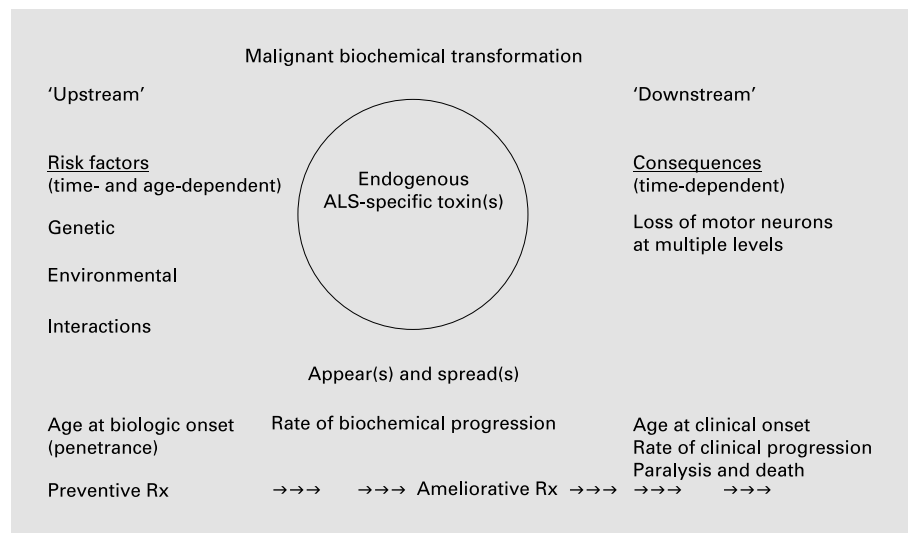 Malignant biochemical transformation
‘Upstream’
‘Downstream’
Risk factors
(time- and age-dependent)
Genetic
Environmental
Interactions
Endogenous
ALS-specific toxin(s)
Consequences
(time-dependent)
Loss of motor neurons
at multiple levels
Appear(s) and spread(s)
Age at biologic onset
(penetrance)
Rate of biochemical progression
Age at clinical onset
Rate of clinical progression
Paralysis and death
Preventive Rx →→→ →→→ Ameliorative Rx →→→ →→→ →→→